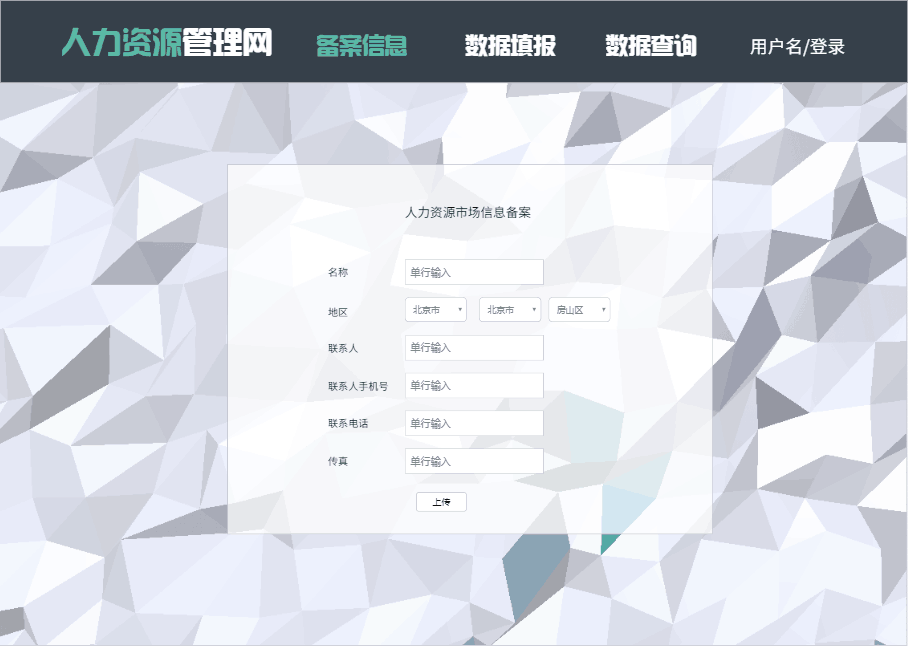 人力资源管理网 备案信息 数据填报 数据查询 用户名/登录
人力资源市场信息备案
名称 单行输入
地区 北京市 北京市 房山区
联系人 单行输入
联系人手机号 单行输入
联系电话 单行输入
传真 单行输入
上传